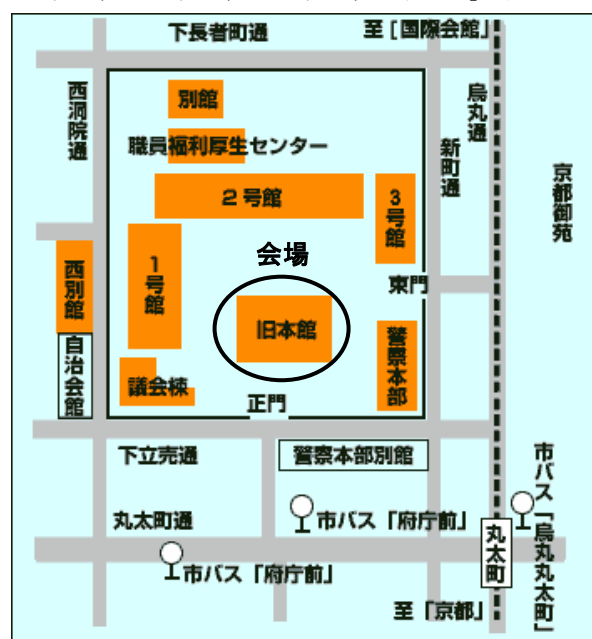 下長者町通
至［国際会館」
西洞院通
別館
烏丸通
職員福利厚生センター
新町通
京都御苑
２号館
３号館
会場
１号館
西別館
東門
旧本館
自治会館
警察本部
議会棟
正門
下立売通
警察本部別館
市バス「烏丸丸太町」
丸太町通
市バス「府庁前」
丸太町
市バス「府庁前」
至「京都」